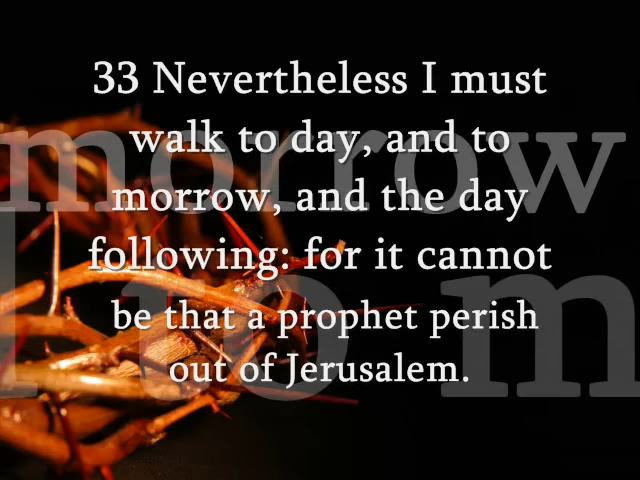 33 Nevertheless I must
walk to day, and to
morrow, and the day
following: for it cannot
be that a prophet perish
out of Jerusalem.
morrow
l to m